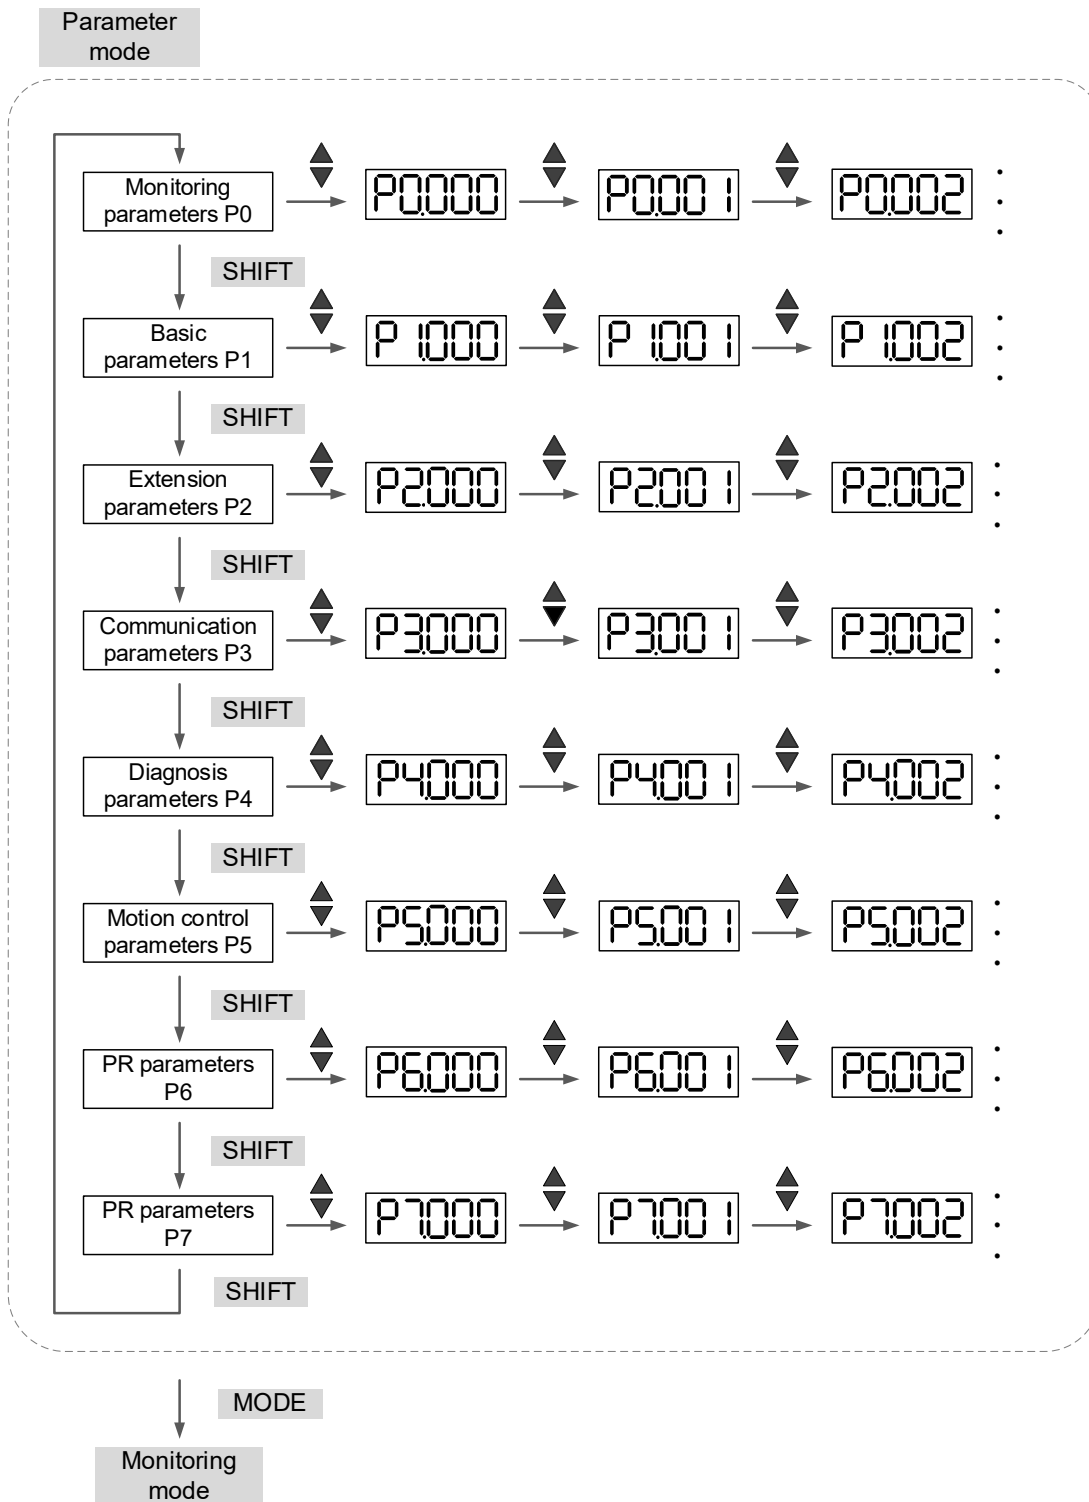 Parameter
mode
Monitoring
parameters P0
P0.000
P0.001
P0.002
SHIFT
Basic
parameters P1
P1.000
P1.001
P1.002
SHIFT
Extension
parameters P2
P2.000
P2.001
P2.002
SHIFT
Communication
parameters P3
P3.000
P3.001
P3.002
SHIFT
Diagnosis
parameters P4
P4.000
P4.001
P4.002
SHIFT
Motion control
parameters P5
P5.000
P5.001
P5.002
SHIFT
PR parameters
P6
P6.000
P6.001
P6.002
SHIFT
PR parameters
P7
P7.000
P7.001
P7.002
SHIFT
MODE
Monitoring
mode